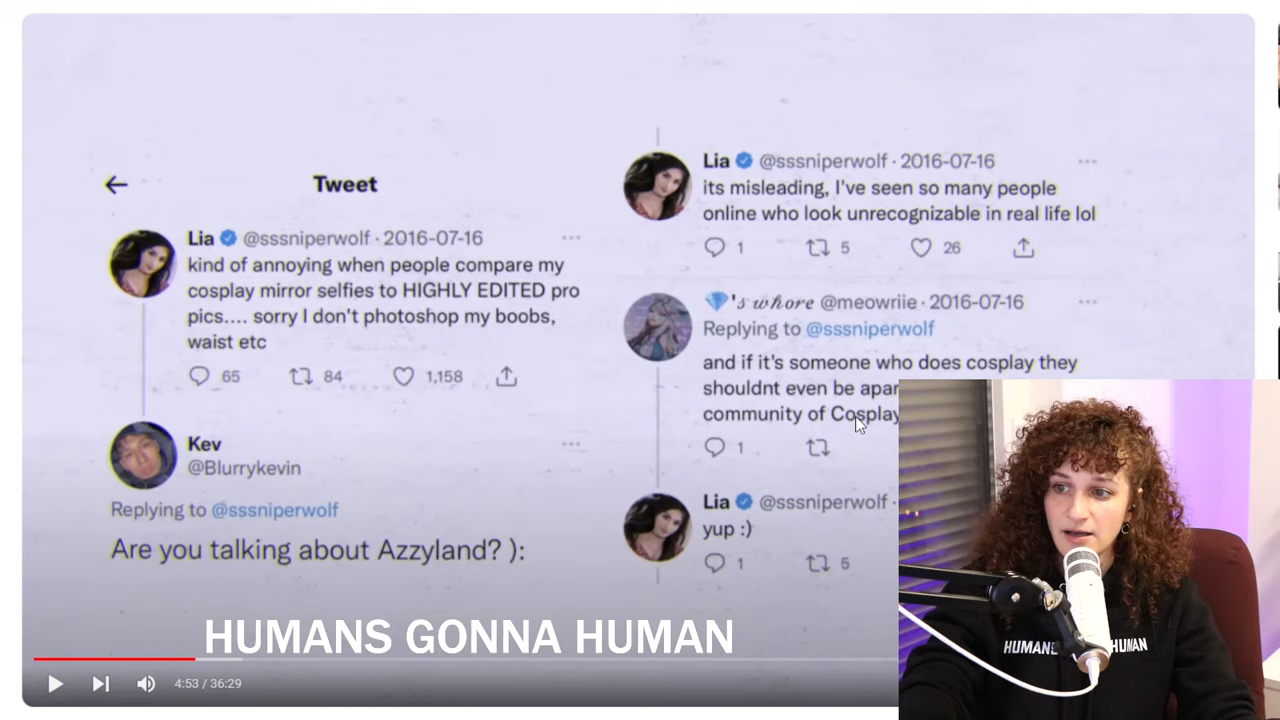 Tweet
Lia @sssniperwolf · 2016-07-16
kind of annoying when people compare my
cosplay mirror selfies to HIGHLY EDITED pro
pics.... sorry I don't photoshop my boobs,
waist etc
65 84 1,158
Kev
@Blurrykevin
Replying to @sssniperwolf
Are you talking about Azzyland? ):
Lia @sssniperwolf · 2016-07-16
its misleading, I've seen so many people
online who look unrecognizable in real life lol
1 5 26
💎's whore @meowriie · 2016-07-16
Replying to @sssniperwolf
and if it's someone who does cosplay they
shouldnt even be apar
community of Cosplay
1
Lia @sssniperwolf ·
yup :)
1 5
HUMANS GONNA HUMAN
4:53 / 36:29
HUMANS HUMAN